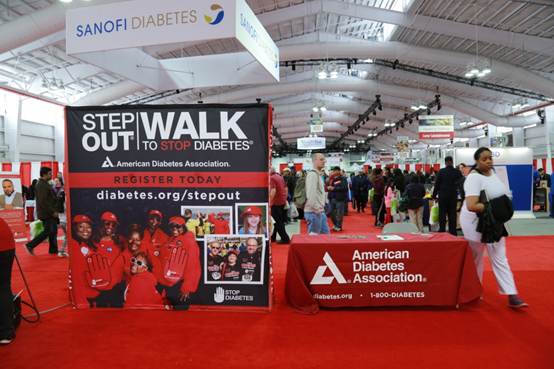 SANOFI DIABETES
DIABETES
STEP OUT WALK
TO STOP DIABETES®
American Diabetes Association.
REGISTER TODAY
diabetes.org/stepout
STOP DIABETES
American
Diabetes
Association®
diabetes.org • 1-800-DIABETES